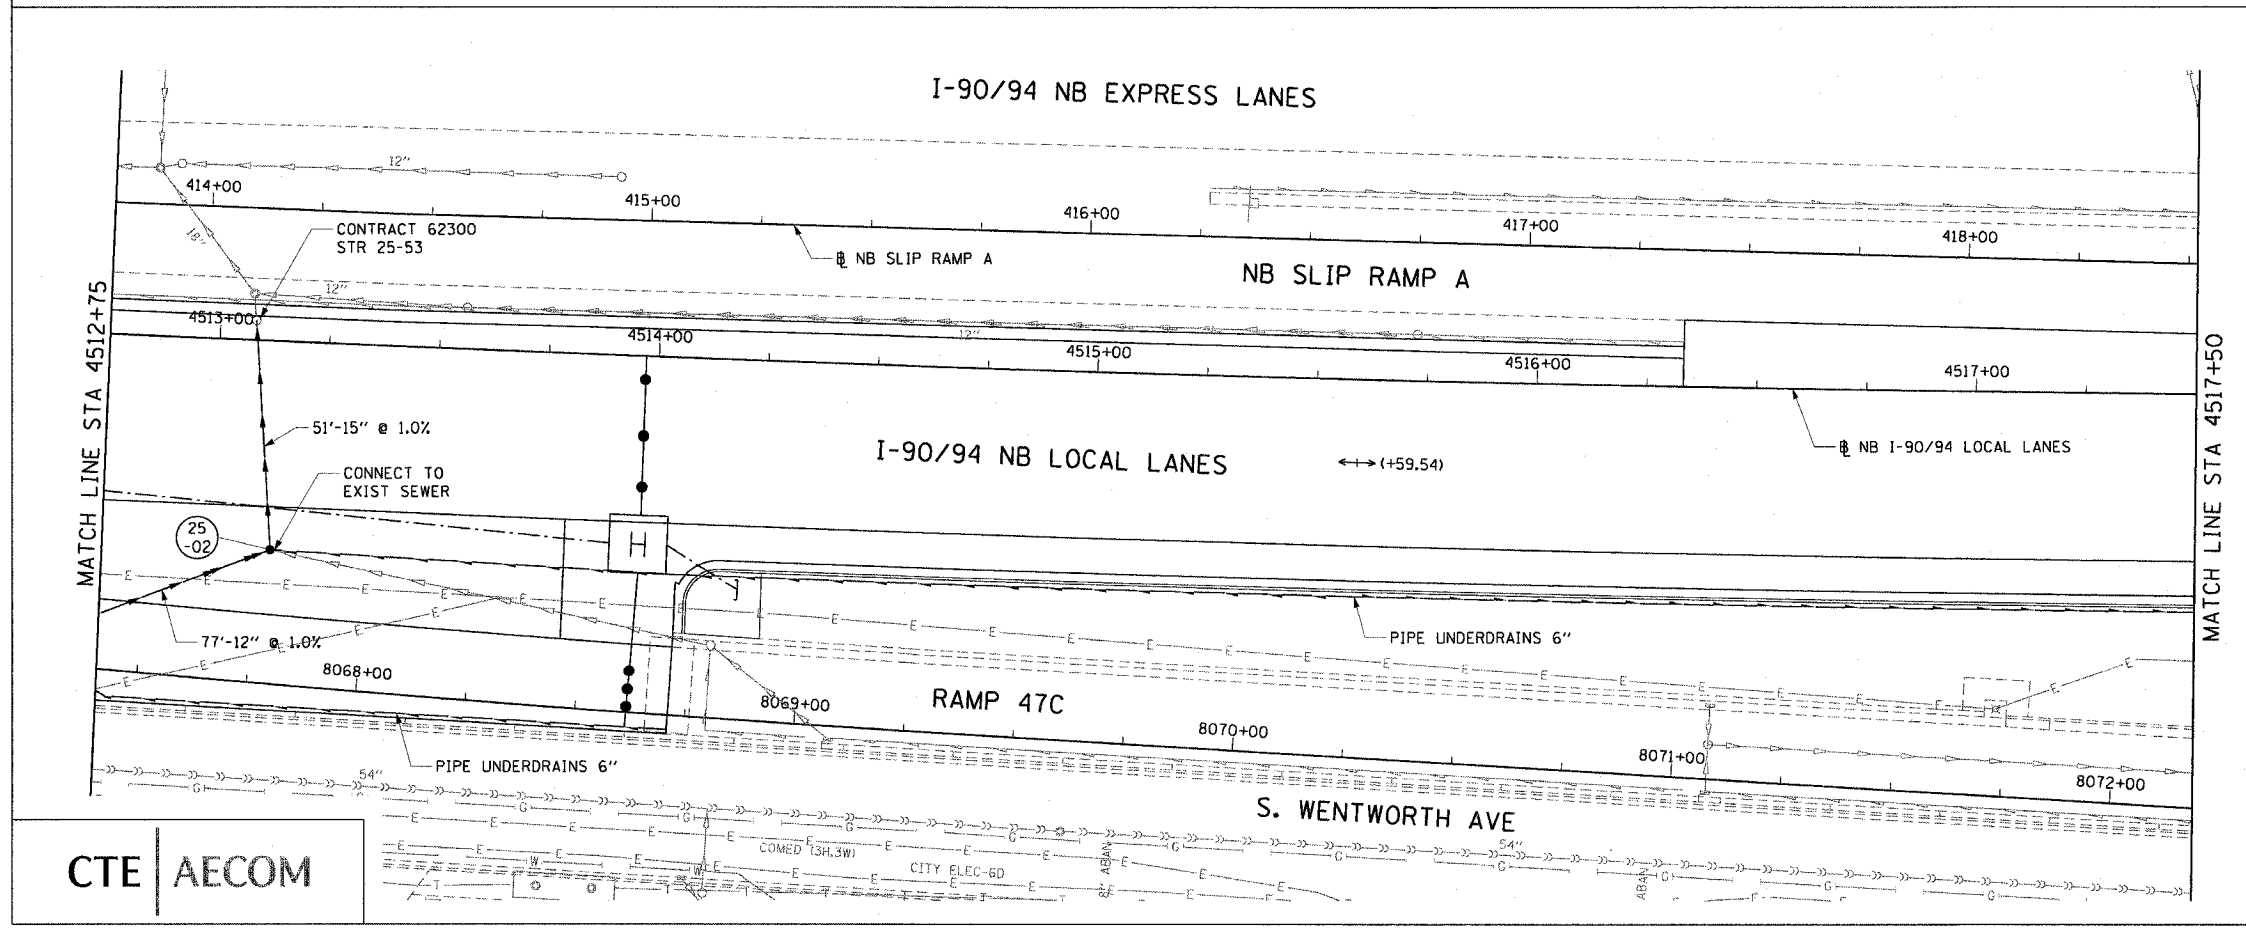 I-90/94 NB EXPRESS LANES
12"
414+00
415+00
416+00
417+00
418+00
18"
CONTRACT 62300
STR 25-53
℄ NB SLIP RAMP A
NB SLIP RAMP A
12"
4513+00
4514+00
12"
4515+00
4516+00
4517+00
MATCH LINE STA 4512+75
MATCH LINE STA 4517+50
51'-15" @ 1.0%
I-90/94 NB LOCAL LANES
(+59.54)
℄ NB I-90/94 LOCAL LANES
CONNECT TO
EXIST SEWER
25
-02
H
J
E E E E E E E E E E E E E E E E
77'-12" @ 1.0%
PIPE UNDERDRAINS 6"
8068+00
8069+00
RAMP 47C
8070+00
8071+00
8072+00
PIPE UNDERDRAINS 6"
54"
S. WENTWORTH AVE
54"
G G G G G G G G G
COMED (3H,3W)
CITY ELEC-6D
ABAN
ABAN
W W
T T T T
CTE | AECOM